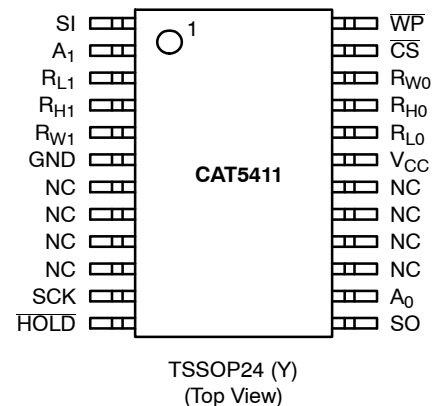 SI 1 WP
A1 CS
RL1 RW0
RH1 RH0
RW1 RL0
GND VCC
CAT5411
NC NC
NC NC
NC NC
NC NC
SCK A0
HOLD SO
TSSOP24 (Y)
(Top View)